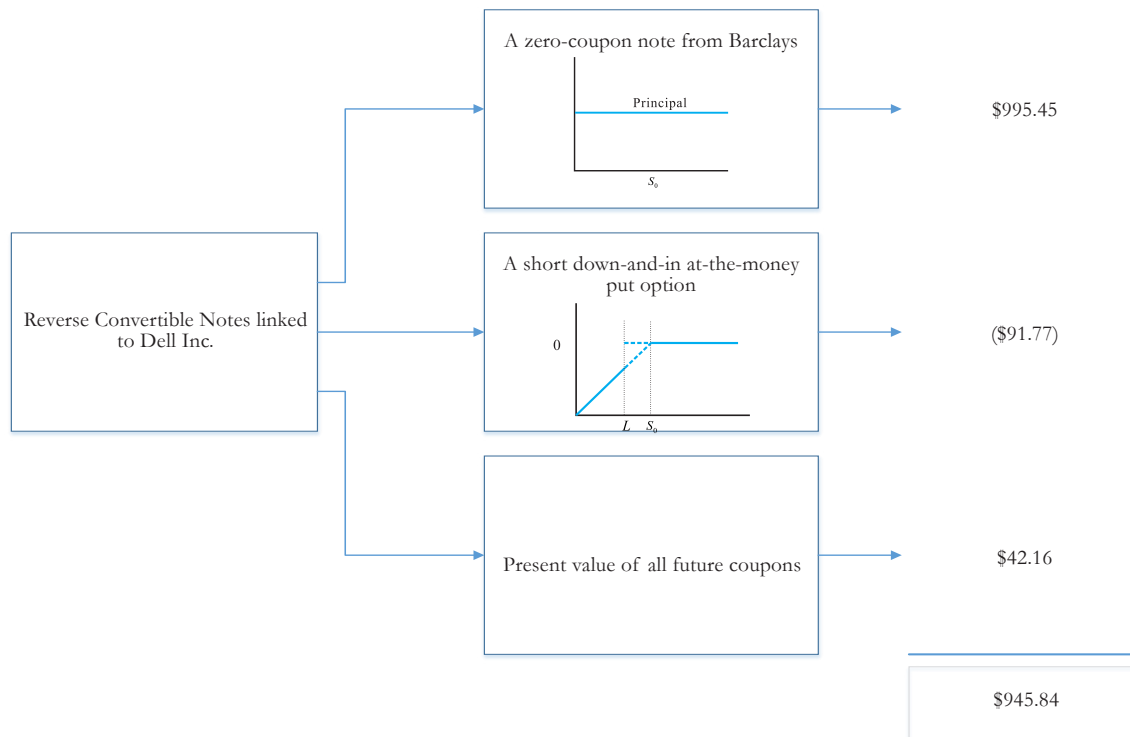 A zero-coupon note from Barclays
Principal
S₀
$995.45
Reverse Convertible Notes linked
to Dell Inc.
A short down-and-in at-the-money
put option
0
L S₀
($91.77)
Present value of all future coupons
$42.16
$945.84